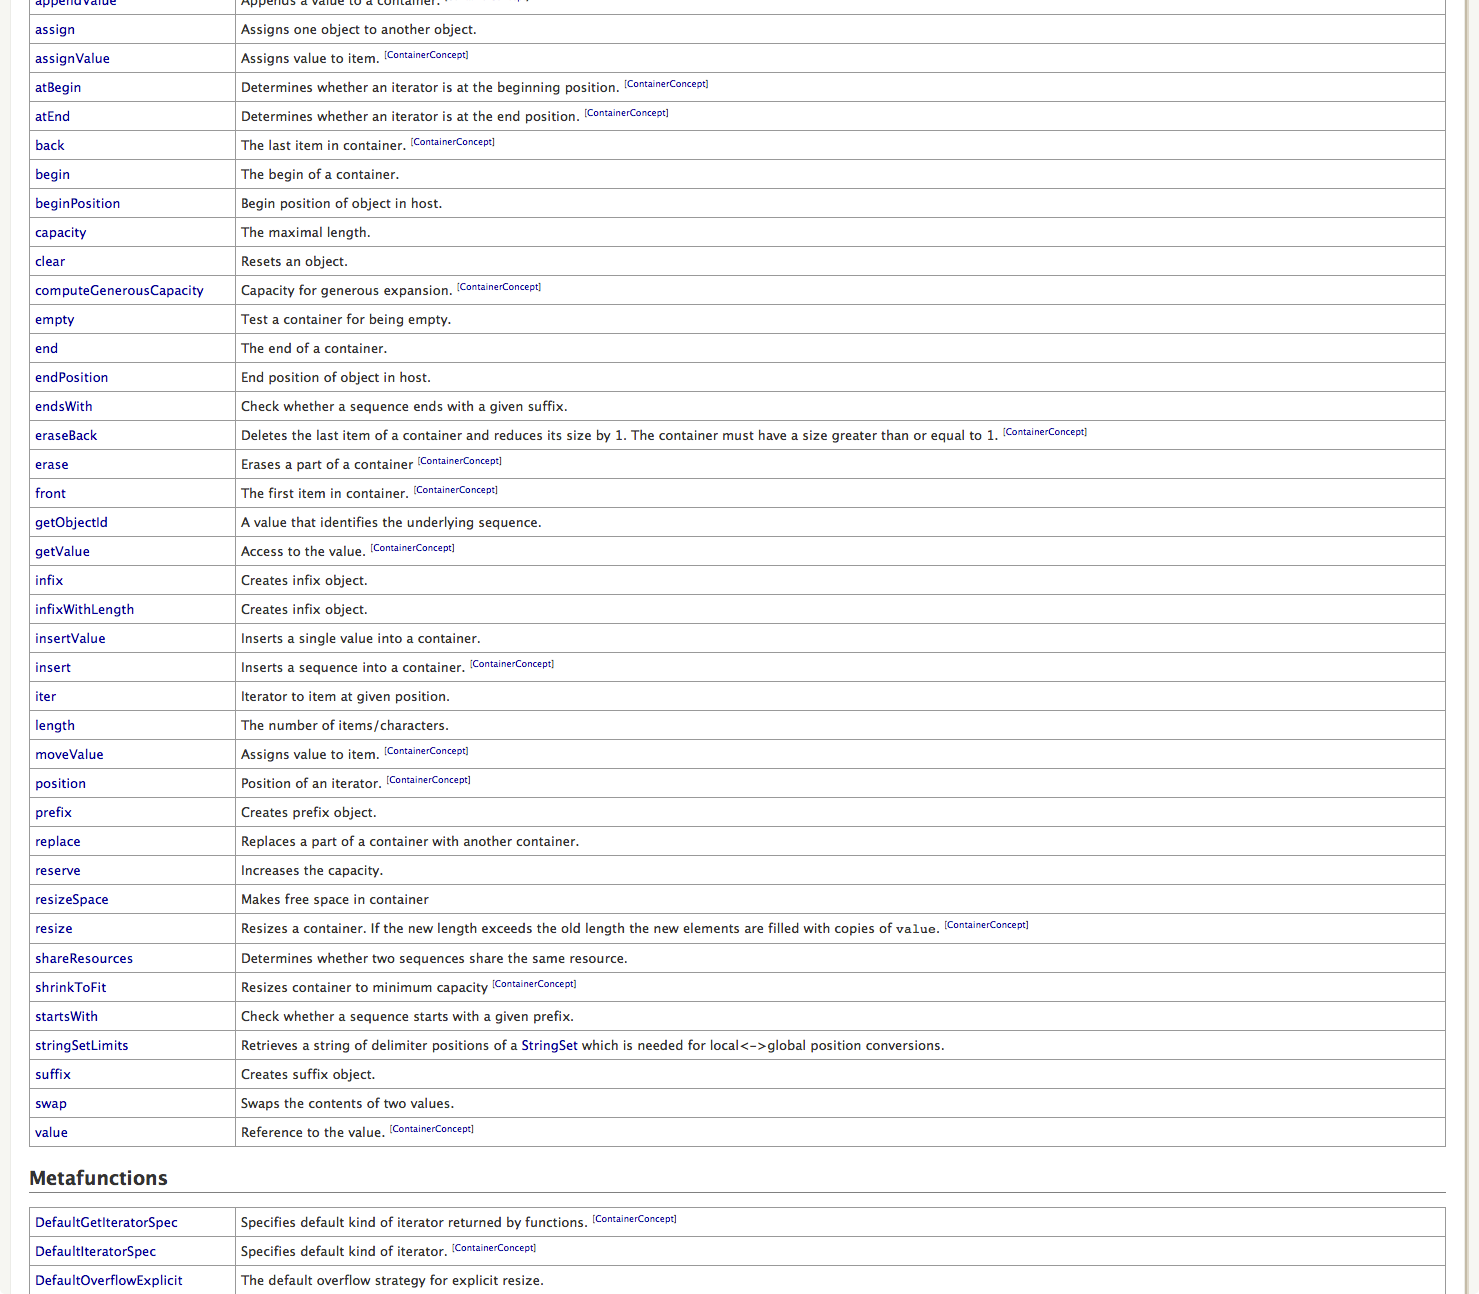 appendValue Appends a value to a container.
assign Assigns one object to another object.
assignValue Assigns value to item. [ContainerConcept]
atBegin Determines whether an iterator is at the beginning position. [ContainerConcept]
atEnd Determines whether an iterator is at the end position. [ContainerConcept]
back The last item in container. [ContainerConcept]
begin The begin of a container.
beginPosition Begin position of object in host.
capacity The maximal length.
clear Resets an object.
computeGenerousCapacity Capacity for generous expansion. [ContainerConcept]
empty Test a container for being empty.
end The end of a container.
endPosition End position of object in host.
endsWith Check whether a sequence ends with a given suffix.
eraseBack Deletes the last item of a container and reduces its size by 1. The container must have a size greater than or equal to 1. [ContainerConcept]
erase Erases a part of a container [ContainerConcept]
front The first item in container. [ContainerConcept]
getObjectId A value that identifies the underlying sequence.
getValue Access to the value. [ContainerConcept]
infix Creates infix object.
infixWithLength Creates infix object.
insertValue Inserts a single value into a container.
insert Inserts a sequence into a container. [ContainerConcept]
iter Iterator to item at given position.
length The number of items/characters.
moveValue Assigns value to item. [ContainerConcept]
position Position of an iterator. [ContainerConcept]
prefix Creates prefix object.
replace Replaces a part of a container with another container.
reserve Increases the capacity.
resizeSpace Makes free space in container
resize Resizes a container. If the new length exceeds the old length the new elements are filled with copies of value. [ContainerConcept]
shareResources Determines whether two sequences share the same resource.
shrinkToFit Resizes container to minimum capacity [ContainerConcept]
startsWith Check whether a sequence starts with a given prefix.
stringSetLimits Retrieves a string of delimiter positions of a StringSet which is needed for local<->global position conversions.
suffix Creates suffix object.
swap Swaps the contents of two values.
value Reference to the value. [ContainerConcept]
Metafunctions
DefaultGetIteratorSpec Specifies default kind of iterator returned by functions. [ContainerConcept]
DefaultIteratorSpec Specifies default kind of iterator. [ContainerConcept]
DefaultOverflowExplicit The default overflow strategy for explicit resize.